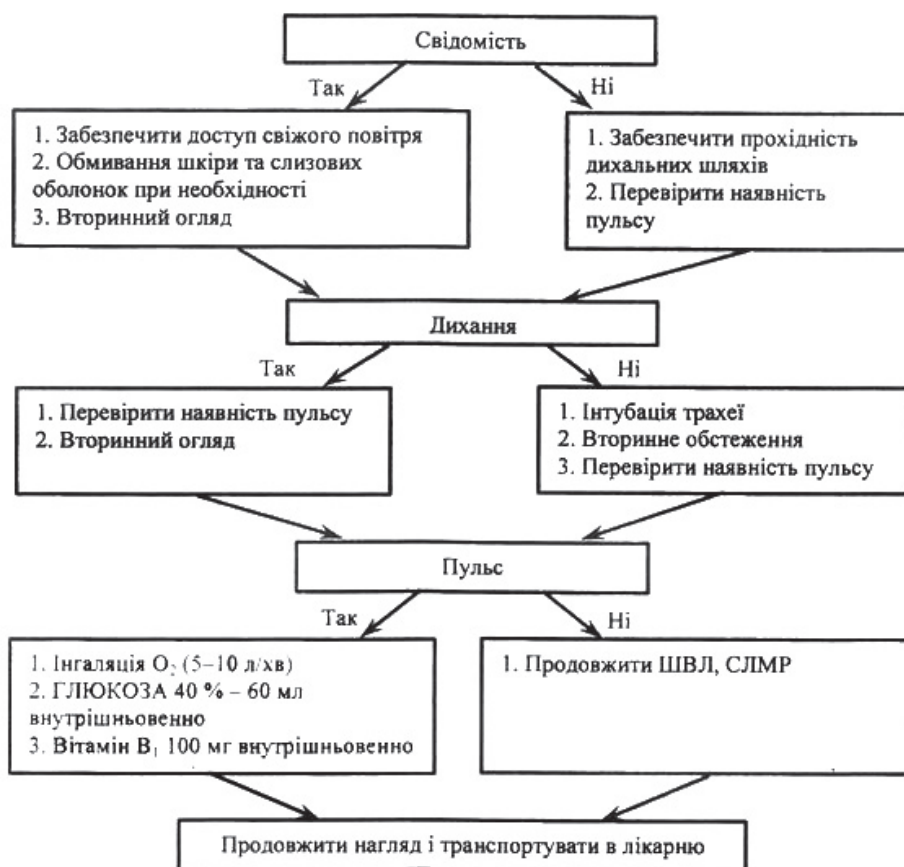 Свідомість
Так
Ні
1. Забезпечити доступ свіжого повітря
2. Обмивання шкіри та слизових
оболонок при необхідності
3. Вторинний огляд
1. Забезпечити прохідність
дихальних шляхів
2. Перевірити наявність
пульсу
Дихання
Так
Ні
1. Перевірити наявність пульсу
2. Вторинний огляд
1. Інтубація трахеї
2. Вторинне обстеження
3. Перевірити наявність пульсу
Пульс
Так
Ні
1. Інгаляція O₂ (5–10 л/хв)
2. ГЛЮКОЗА 40 % – 60 мл
внутрішньовенно
3. Вітамін В₁ 100 мг внутрішньовенно
1. Продовжити ШВЛ, СЛМР
Продовжити нагляд і транспортувати в лікарню